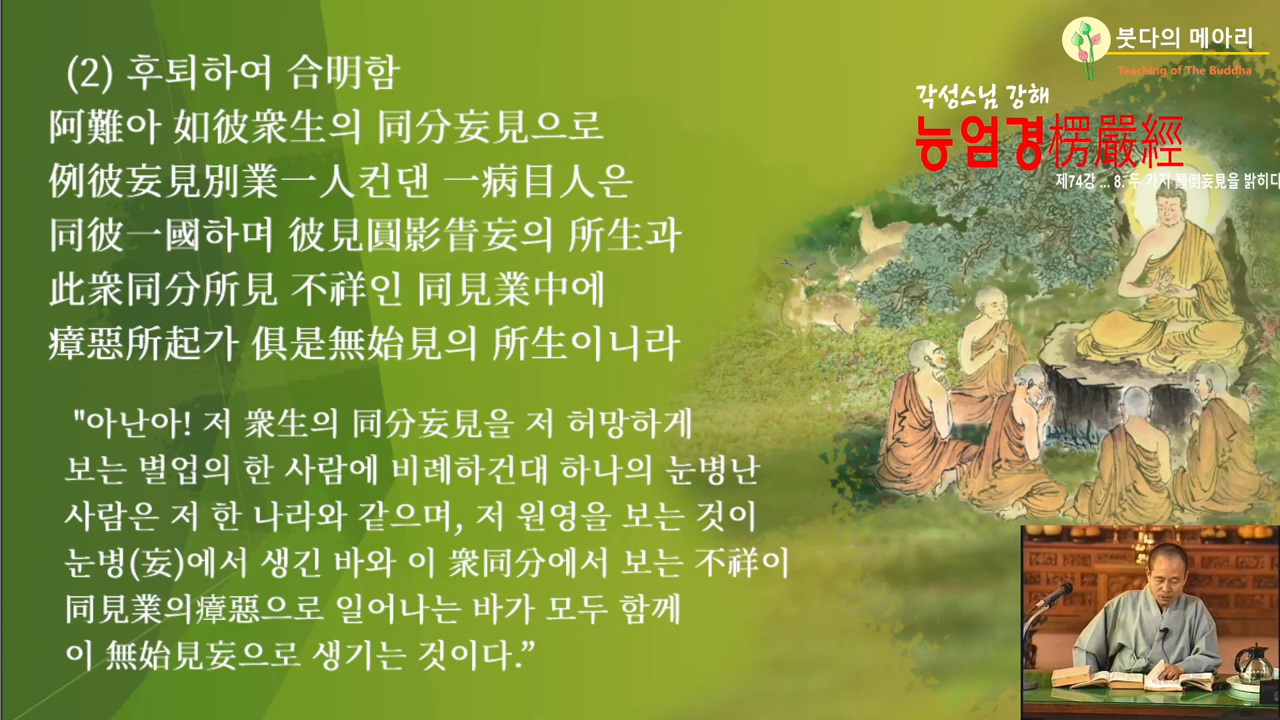 (2) 후퇴하여 合明함
阿難아 如彼衆生의 同分妄見으로
例彼妄見別業一人컨댄 一病目人은
同彼一國하며 彼見圓影眚妄의 所生과
此衆同分所見 不祥인 同見業中에
瘴惡所起가 俱是無始見의 所生이니라
"아난아! 저 衆生의 同分妄見을 저 허망하게
보는 별업의 한 사람에 비례하건대 하나의 눈병난
사람은 저 한 나라와 같으며, 저 원영을 보는 것이
눈병(妄)에서 생긴 바와 이 衆同分에서 보는 不祥이
同見業의瘴惡으로 일어나는 바가 모두 함께
이 無始見妄으로 생기는 것이다.”
붓다의 메아리
Teaching of The Buddha
각성스님 강해
능엄경楞嚴經
제74강 ... 8. 두 가지 顚倒妄見을 밝히다